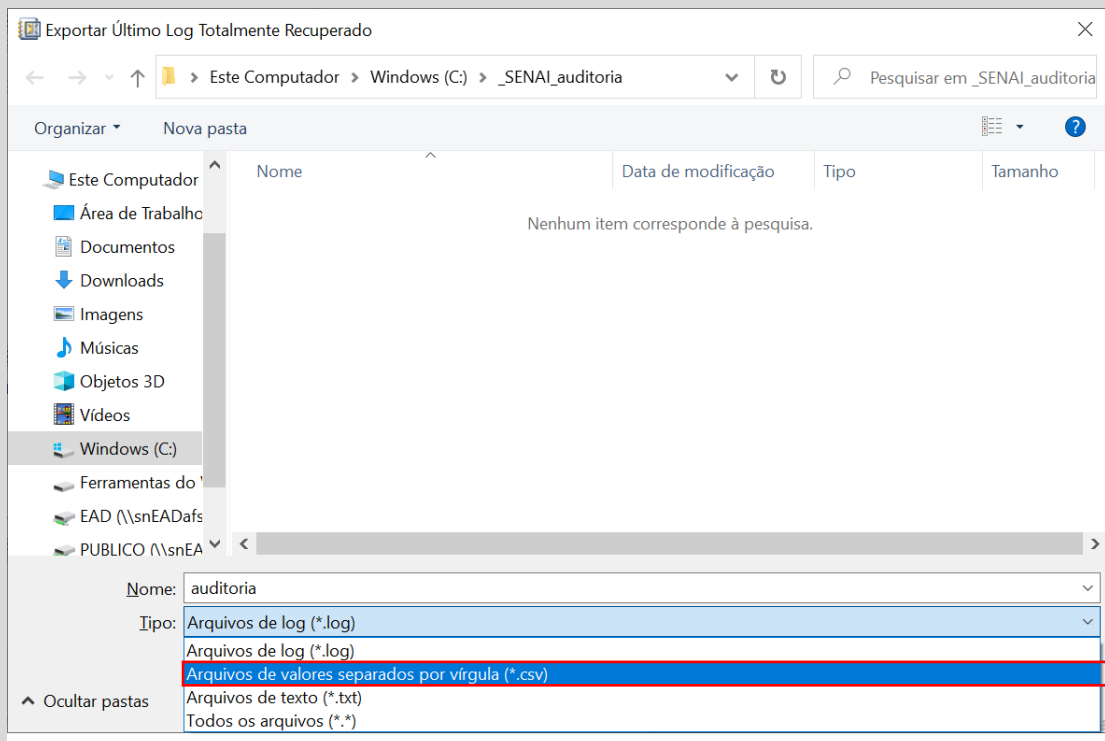 Exportar Último Log Totalmente Recuperado
Este Computador > Windows (C:) > _SENAI_auditoria
Pesquisar em _SENAI_auditoria
Organizar
Nova pasta
Nome
Data de modificação
Tipo
Tamanho
Nenhum item corresponde à pesquisa.
Este Computador
Área de Trabalho
Documentos
Downloads
Imagens
Músicas
Objetos 3D
Vídeos
Windows (C:)
Ferramentas do
EAD (\\snEADafs
PUBLICO (\\snEA
Nome: auditoria
Tipo: Arquivos de log (*.log)
Arquivos de log (*.log)
Arquivos de valores separados por vírgula (*.csv)
Arquivos de texto (*.txt)
Todos os arquivos (*.*)
Ocultar pastas